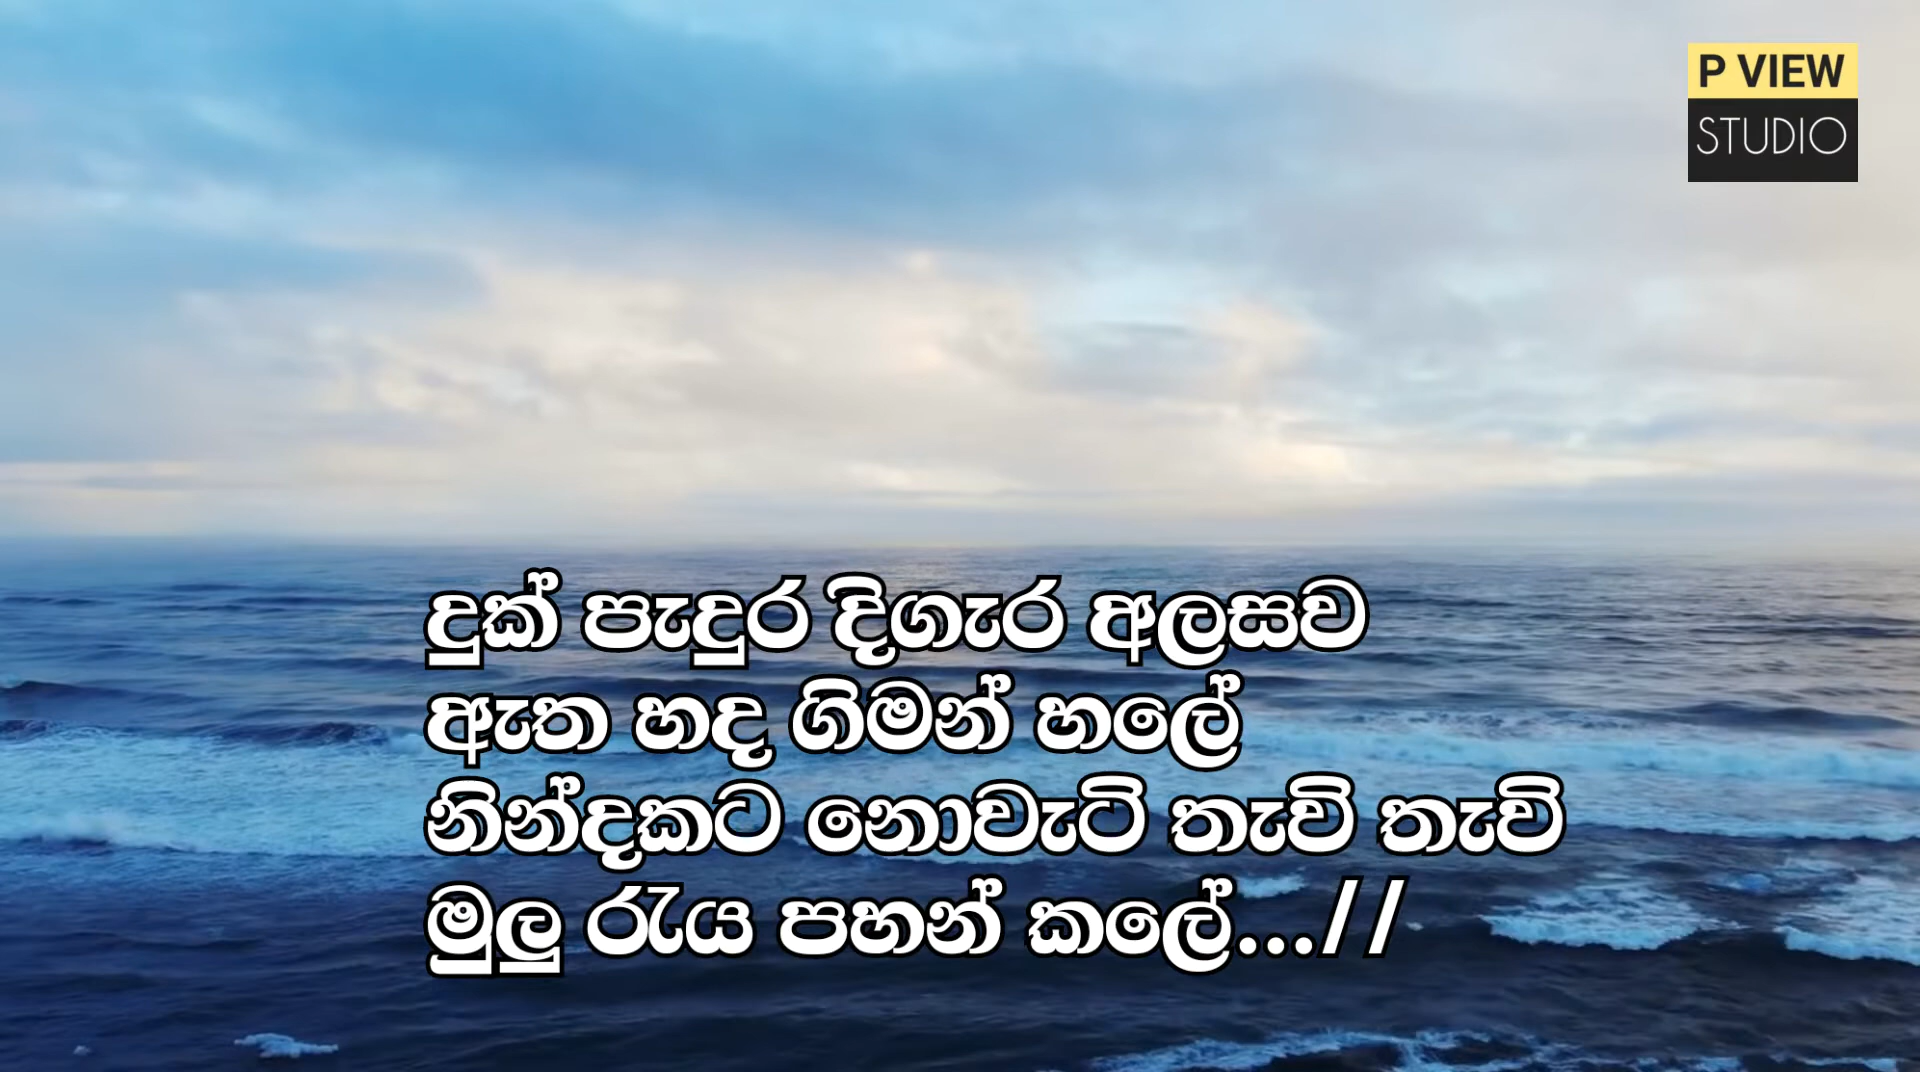 P VIEW
STUDIO
දුක් පැදුර දිගැර අලසව
ඇත හද ගිමන් හලේ
නින්දකට නොවැටි තැවි තැවි
මුලු රැය පහන් කලේ...//